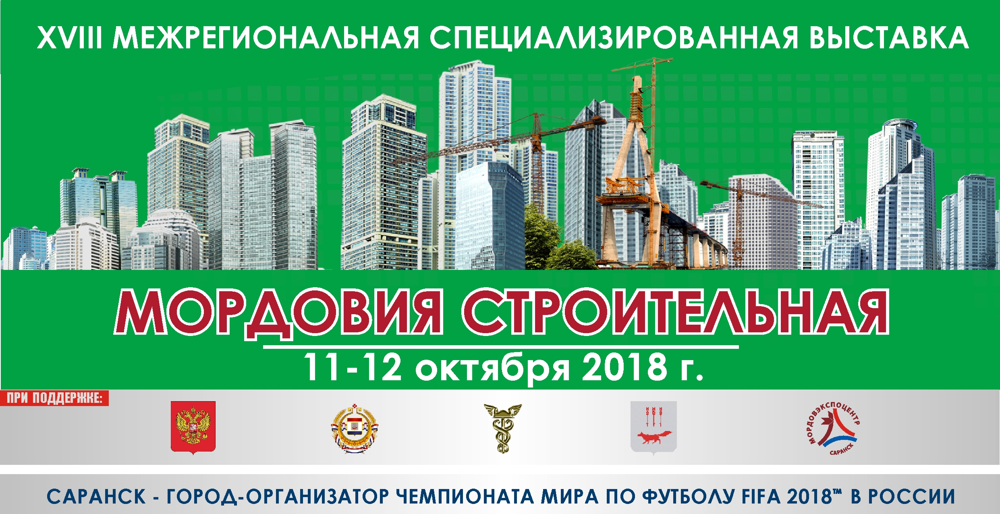 XVIII МЕЖРЕГИОНАЛЬНАЯ СПЕЦИАЛИЗИРОВАННАЯ ВЫСТАВКА
МОРДОВИЯ СТРОИТЕЛЬНАЯ
11-12 октября 2018 г.
ПРИ ПОДДЕРЖКЕ:
МОРДОВЭКСПОЦЕНТР
САРАНСК
САРАНСК - ГОРОД-ОРГАНИЗАТОР ЧЕМПИОНАТА МИРА ПО ФУТБОЛУ FIFA 2018™ В РОССИИ